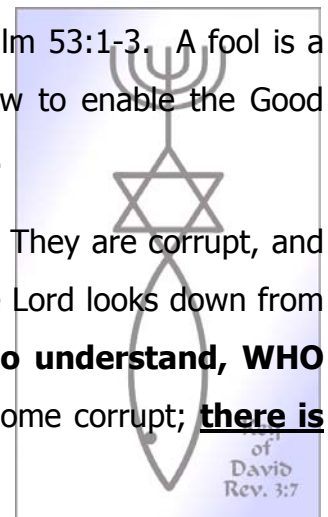 lm 53:1-3. A fool is a
w to enable the Good
They are corrupt, and
Lord looks down from
o understand, WHO
ome corrupt; there is
of
David
Rev. 3:7